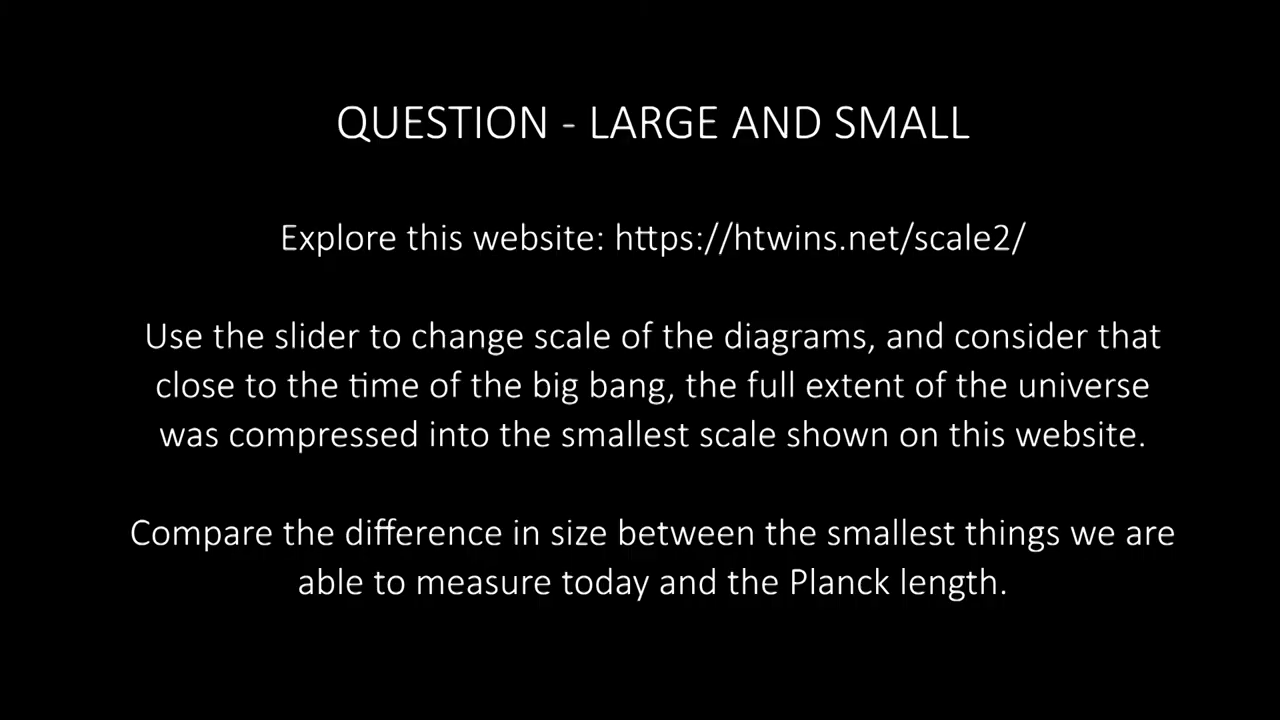 QUESTION - LARGE AND SMALL
Explore this website: https://htwins.net/scale2/
Use the slider to change scale of the diagrams, and consider that
close to the time of the big bang, the full extent of the universe
was compressed into the smallest scale shown on this website.
Compare the difference in size between the smallest things we are
able to measure today and the Planck length.